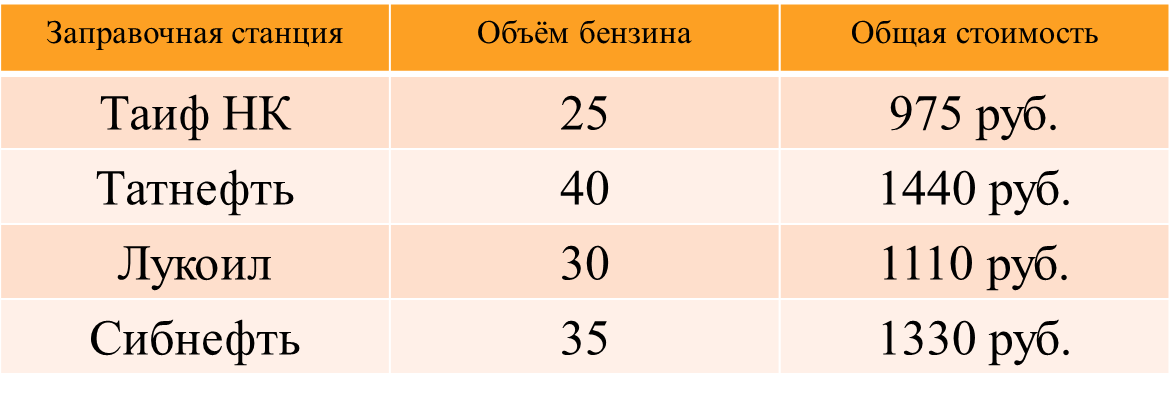 Заправочная станция Объём бензина Общая стоимость
Таиф НК 25 975 руб.
Татнефть 40 1440 руб.
Лукоил 30 1110 руб.
Сибнефть 35 1330 руб.